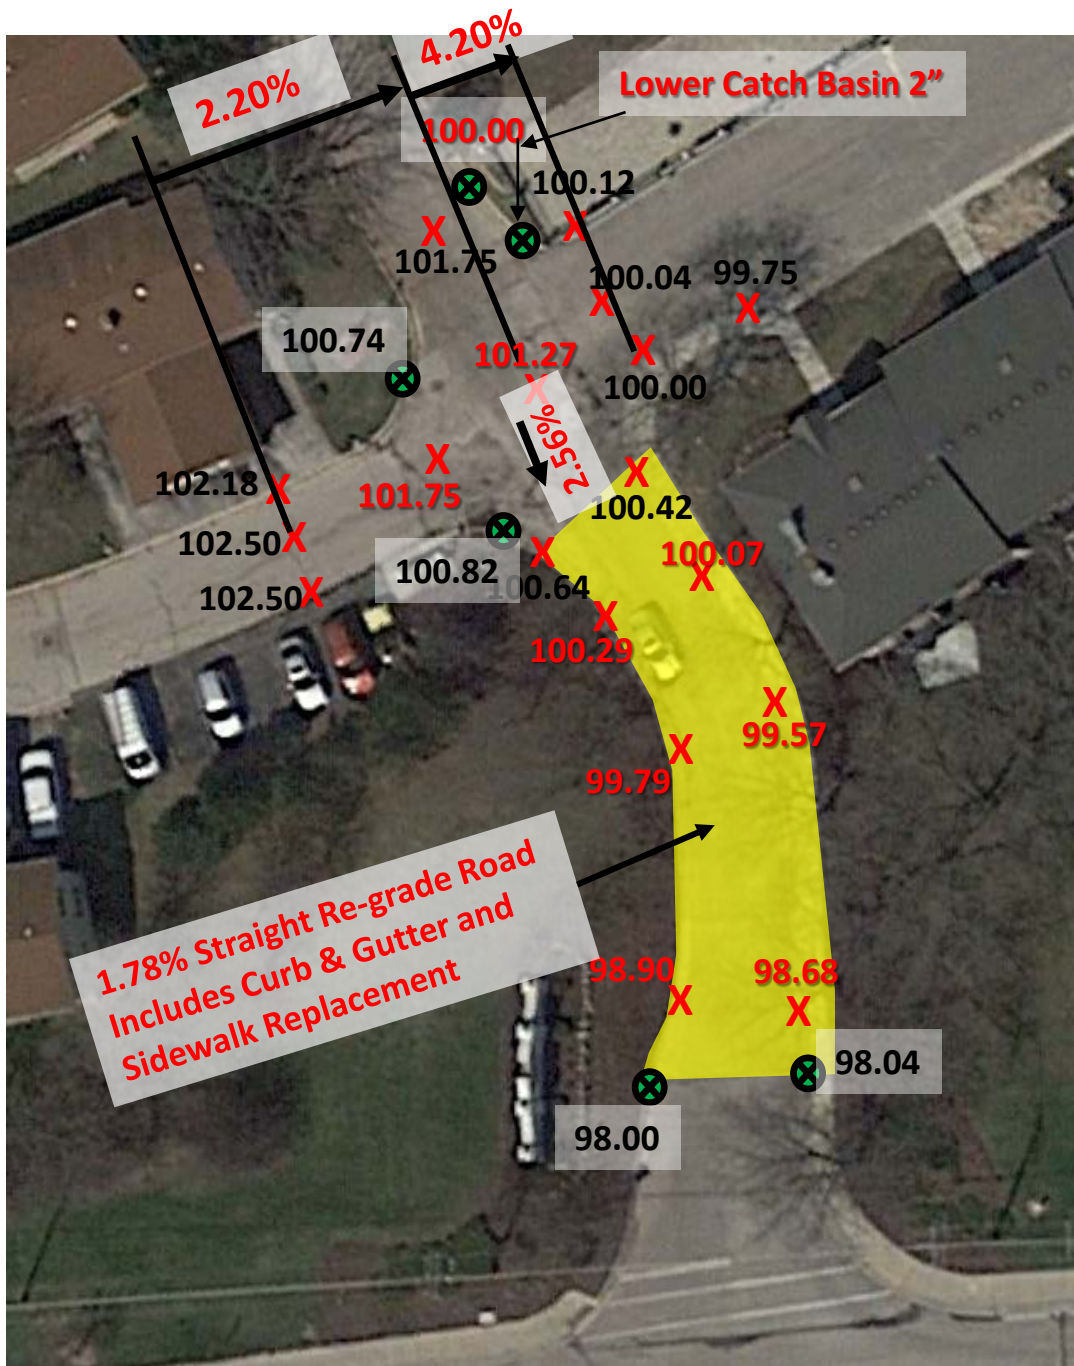 4.20%
2.20%
Lower Catch Basin 2”
100.00
100.12
X
X
101.75
100.04
99.75
X
X
100.74
101.27
X
X
100.00
2.56%
X
X
102.18
X
101.75
100.42
102.50
X
100.82
X
100.07
X
102.50
X
100.64
X
100.29
X
99.57
X
99.79
1.78% Straight Re-grade Road
Includes Curb & Gutter and
Sidewalk Replacement
98.90
98.68
X
X
98.04
98.00